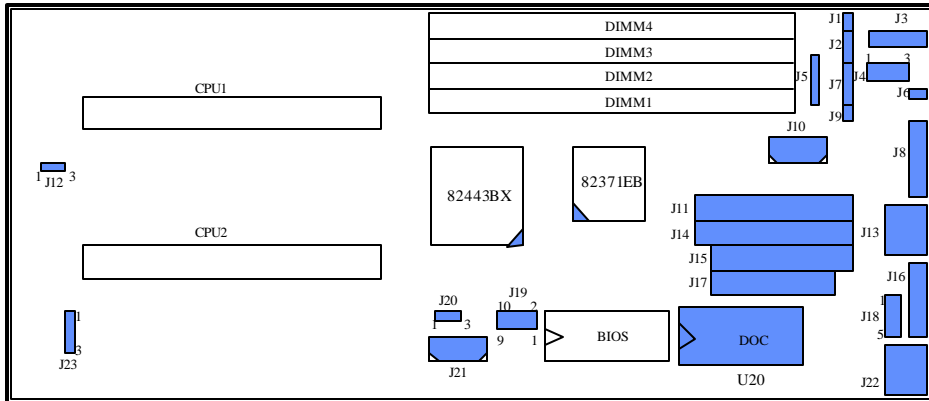 DIMM4
DIMM3
DIMM2
DIMM1
J1
J2
J3
1 3
J4
J5
J7
J6
J9
J10
J8
CPU1
1 3
J12
82443BX
82371EB
J11
J14
J13
CPU2
J15
J17
J16
1
J18
5
J20
1 3
J19
10 2
9 1
1
3
J23
J21
BIOS
DOC
U20
J22